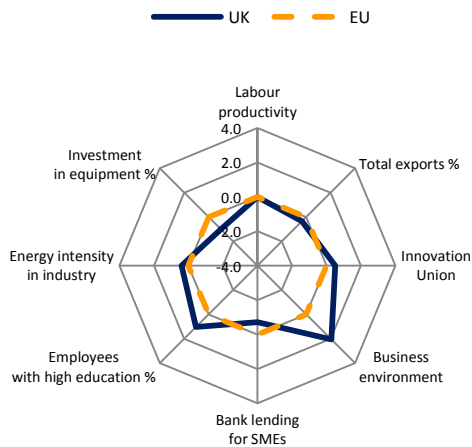 UK EU
Labour
productivity
4.0
Investment
in equipment %
2.0
Total exports %
0.0
2.0
Energy intensity
in industry
-4.0
Innovation
Union
Employees
with high education %
Business
environment
Bank lending
for SMEs